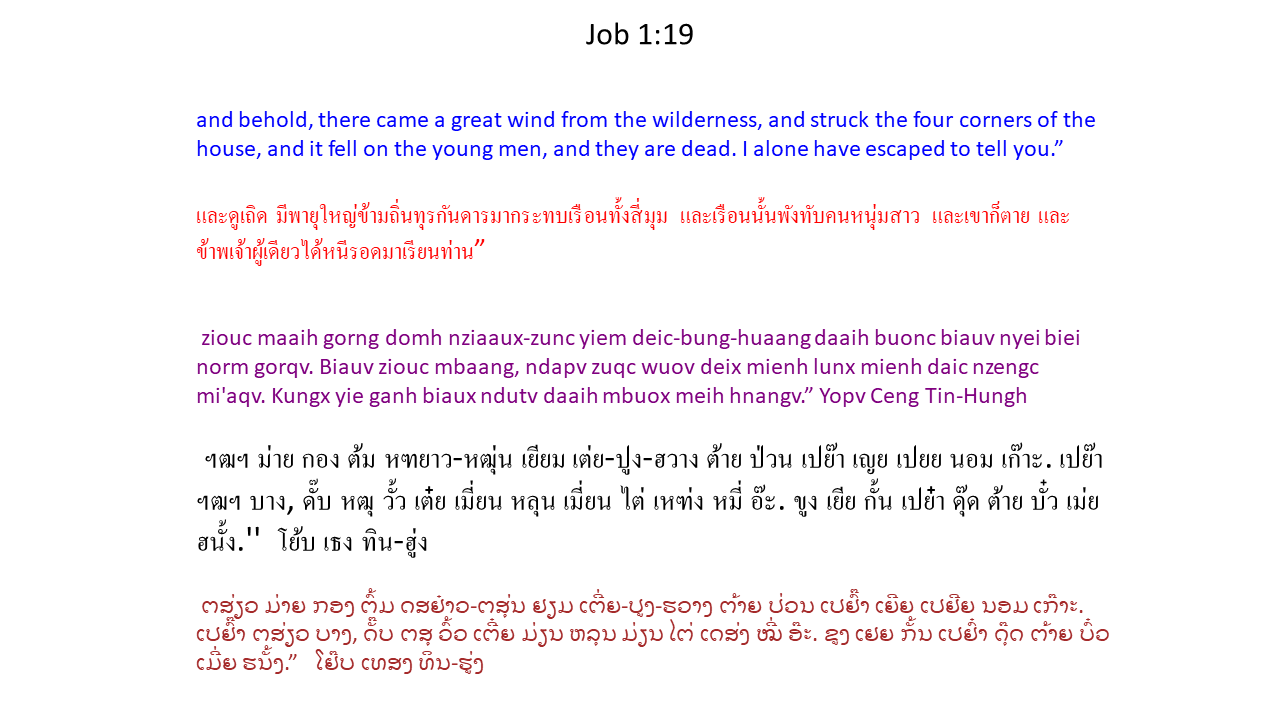 Job 1:19
and behold, there came a great wind from the wilderness, and struck the four corners of the
house, and it fell on the young men, and they are dead. I alone have escaped to tell you.”
และดูเถิด มีพายุใหญ่ข้ามถิ่นทุรกันดารมากระทบเรือนทั้งสี่มุม และเรือนนั้นพังทับคนหนุ่มสาว และเขาก็ตาย และ
ข้าพเจ้าผู้เดียวได้หนีรอดมาเรียนท่าน”
ziouc maaih gorng domh nziaaux-zunc yiem deic-bung-huaang daaih buonc biauv nyei biei
norm gorqv. Biauv ziouc mbaang, ndapv zuqc wuov deix mienh lunx mienh daic nzengc
mi'aqv. Kungx yie ganh biaux ndutv daaih mbuox meih hnangv.” Yopv Ceng Tin-Hungh
ฯฒฯ ม่าย กอง ต้ม หฑยาว-หฒุ่น เยียม เต่ย-ปูง-ฮวาง ต้าย ป่วน เปย๊า เญย เปยย นอม เก๊าะ. เปย๊า
ฯฒฯ บาง, ดั๊บ หฒุ วั้ว เต๋ย เมี่ยน หลุน เมี่ยน ไต่ เหฑ่ง หมี่ อ๊ะ. ขูง เยีย กั้น เปย๋า ดุ๊ด ต้าย บั๋ว เม่ย
ฮนั้ง." โย้บ เธง ทิน-ฮู่ง
ຕສ່ຽວ ມ່າຍ ກອງ ຕົ້ມ ດສຢ໋າວ-ຕສຸ່ນ ຢຽມ ເຕີ່ຍ-ປູງ-ຮວາງ ຕ້າຍ ປ່ວນ ເປຢົ໊າ ເຍີຍ ເປຢີຍ ນອມ ເກ໊າະ.
ເປຢົ໊າ ຕສ່ຽວ ບາງ, ດັ໊ບ ຕສຸ ວົ້ວ ເຕີ໋ຍ ມ່ຽນ ຫລຸນ ມ່ຽນ ໄຕ່ ເດສ່ງ ໝີ່ ອ໊ະ. ຊູງ ເຢຍ ກັ້ນ ເປຢົ໋າ ດຸ໊ດ ຕ້າຍ ບົ໋ວ
ເມີ່ຍ ຮນັ້ງ.” ໂຢ໊ບ ເທສງ ທິນ-ຮູ່ງ